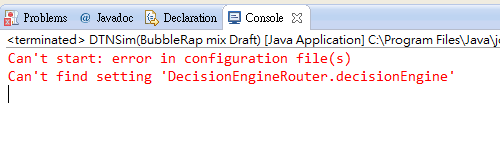 Problems @ Javadoc Declaration Console
<terminated> DTNSim(BubbleRap mix Draft) [Java Application] C:\Program Files\Java\j
Can't start: error in configuration file(s)
Can't find setting 'DecisionEngineRouter.decisionEngine'